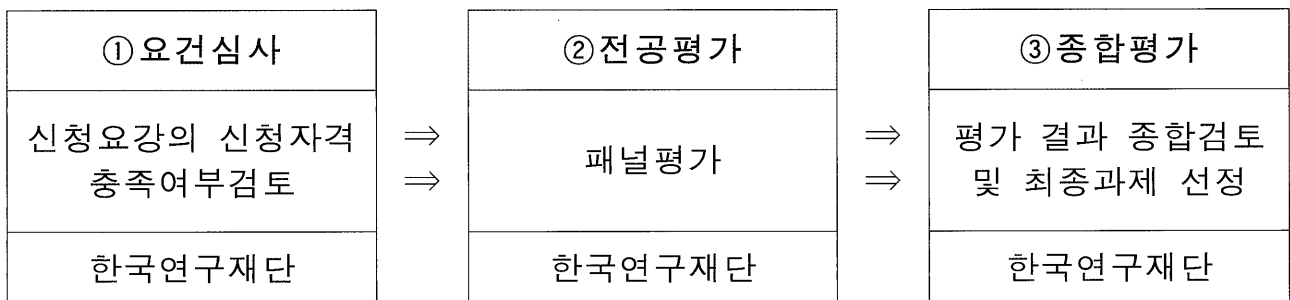 ①요건심사
신청요강의 신청자격
충족여부검토
한국연구재단
⇒
⇒
②전공평가
패널평가
한국연구재단
⇒
⇒
③종합평가
평가 결과 종합검토
및 최종과제 선정
한국연구재단